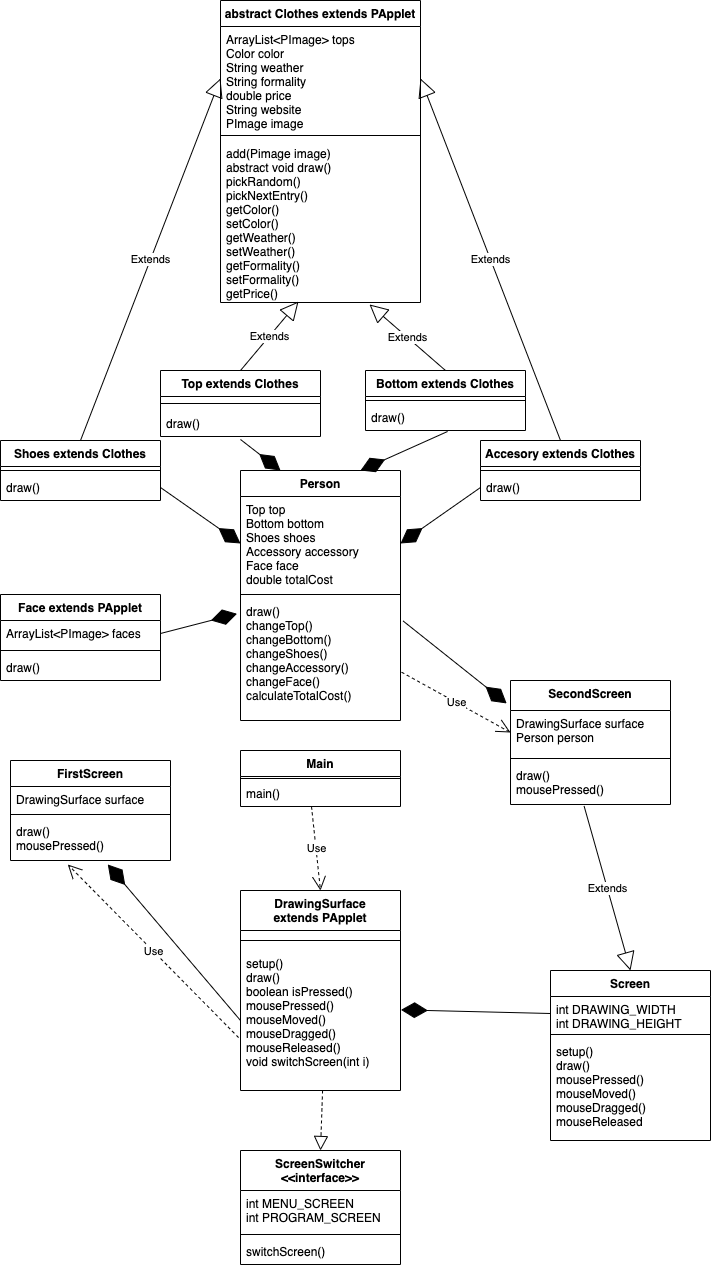 abstract Clothes extends PApplet
ArrayList<PImage> tops
Color color
String weather
String formality
double price
String website
PImage image
add(Pimage image)
abstract void draw()
pickRandom()
pickNextEntry()
getColor()
setColor()
getWeather()
setWeather()
getFormality()
setFormality()
getPrice()
Extends
Extends
Extends
Extends
Top extends Clothes
draw()
Bottom extends Clothes
draw()
Shoes extends Clothes
draw()
Accesory extends Clothes
draw()
Person
Top top
Bottom bottom
Shoes shoes
Accessory accessory
Face face
double totalCost
draw()
changeTop()
changeBottom()
changeShoes()
changeAccessory()
changeFace()
calculateTotalCost()
Face extends PApplet
ArrayList<PImage> faces
draw()
Use
SecondScreen
DrawingSurface surface
Person person
draw()
mousePressed()
FirstScreen
DrawingSurface surface
draw()
mousePressed()
Main
main()
Use
Extends
Use
DrawingSurface
extends PApplet
setup()
draw()
boolean isPressed()
mousePressed()
mouseMoved()
mouseDragged()
mouseReleased()
void switchScreen(int i)
Screen
int DRAWING_WIDTH
int DRAWING_HEIGHT
setup()
draw()
mousePressed()
mouseMoved()
mouseDragged()
mouseReleased
ScreenSwitcher
<<interface>>
int MENU_SCREEN
int PROGRAM_SCREEN
switchScreen()